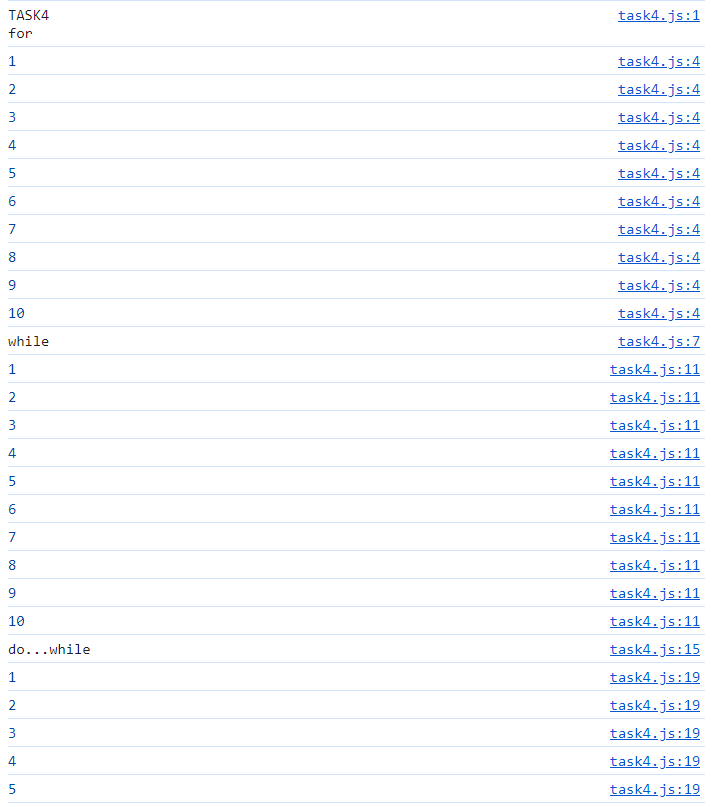 TASK4 task4.js:1
for
1 task4.js:4
2 task4.js:4
3 task4.js:4
4 task4.js:4
5 task4.js:4
6 task4.js:4
7 task4.js:4
8 task4.js:4
9 task4.js:4
10 task4.js:4
while task4.js:7
1 task4.js:11
2 task4.js:11
3 task4.js:11
4 task4.js:11
5 task4.js:11
6 task4.js:11
7 task4.js:11
8 task4.js:11
9 task4.js:11
10 task4.js:11
do...while task4.js:15
1 task4.js:19
2 task4.js:19
3 task4.js:19
4 task4.js:19
5 task4.js:19